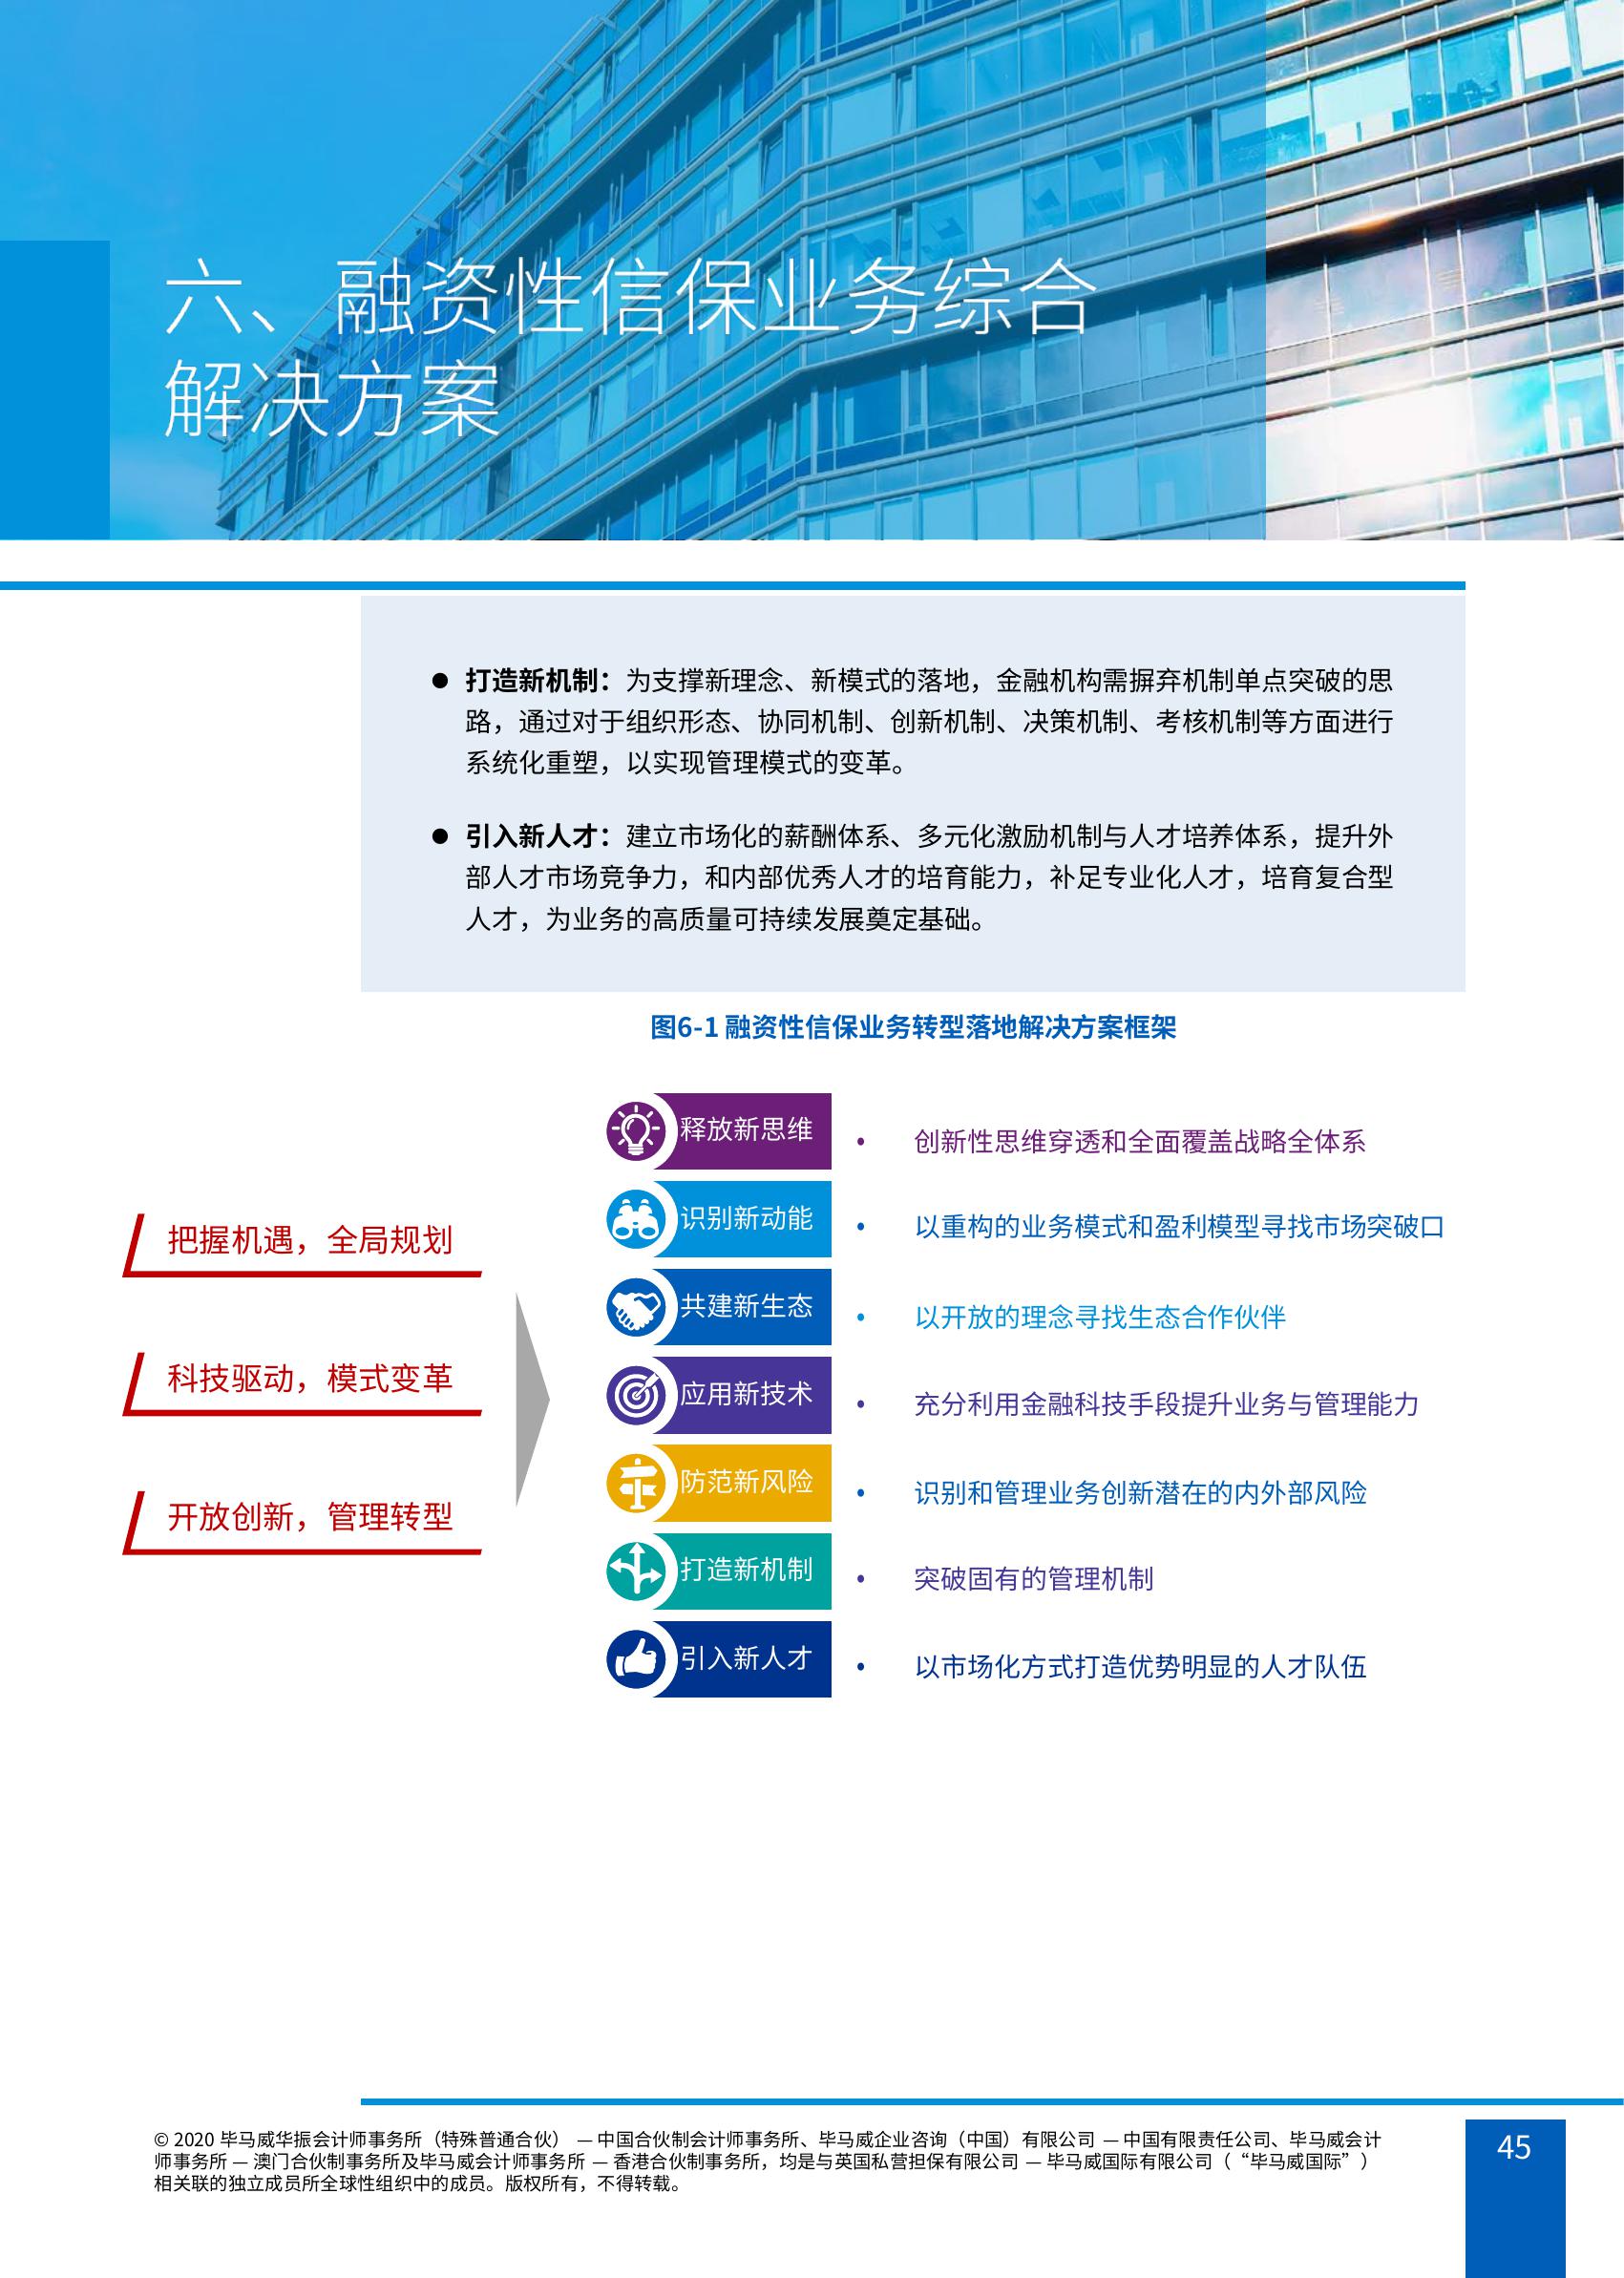 六、融资性信保业务综合
解决方案
● 打造新机制：为支撑新理念、新模式的落地，金融机构需摒弃机制单点突破的思
路，通过对于组织形态、协同机制、创新机制、决策机制、考核机制等方面进行
系统化重塑，以实现管理模式的变革。
● 引入新人才：建立市场化的薪酬体系、多元化激励机制与人才培养体系，提升外
部人才市场竞争力，和内部优秀人才的培育能力，补足专业化人才，培育复合型
人才，为业务的高质量可持续发展奠定基础。
图6-1 融资性信保业务转型落地解决方案框架
把握机遇，全局规划
科技驱动，模式变革
开放创新，管理转型
释放新思维
• 创新性思维穿透和全面覆盖战略全体系
识别新动能
• 以重构的业务模式和盈利模型寻找市场突破口
共建新生态
• 以开放的理念寻找生态合作伙伴
应用新技术
• 充分利用金融科技手段提升业务与管理能力
防范新风险
• 识别和管理业务创新潜在的内外部风险
打造新机制
• 突破固有的管理机制
引入新人才
• 以市场化方式打造优势明显的人才队伍
© 2020 毕马威华振会计师事务所（特殊普通合伙） — 中国合伙制会计师事务所、毕马威企业咨询（中国）有限公司 — 中国有限责任公司、毕马威会计
师事务所 — 澳门合伙制事务所及毕马威会计师事务所 — 香港合伙制事务所，均是与英国私营担保有限公司 — 毕马威国际有限公司（“毕马威国际”）
相关联的独立成员所全球性组织中的成员。版权所有，不得转载。
45